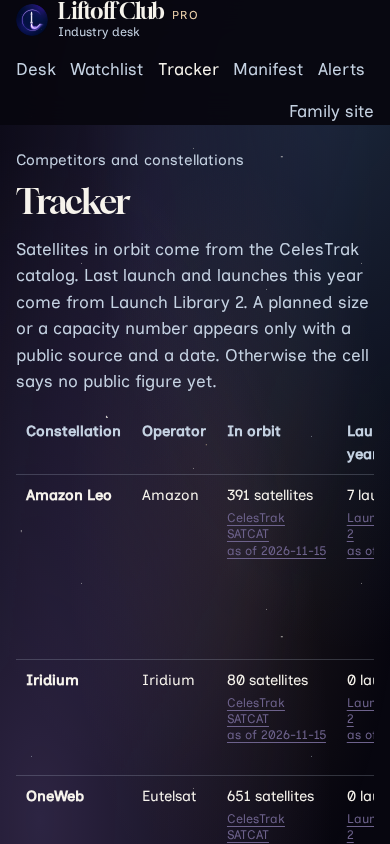 Liftoff Club PRO
Industry desk
Desk Watchlist Tracker Manifest Alerts
Family site
Competitors and constellations
Tracker
Satellites in orbit come from the CelesTrak
catalog. Last launch and launches this year
come from Launch Library 2. A planned size
or a capacity number appears only with a
public source and a date. Otherwise the cell
says no public figure yet.
Constellation Operator In orbit
Amazon Leo Amazon 391 satellites 7
CelesTrak
SATCAT 2
as of 2026-11-15 as of
Iridium Iridium 80 satellites 0
CelesTrak
SATCAT 2
as of 2026-11-15 as of
OneWeb Eutelsat 651 satellites 0
CelesTrak
SATCAT 2